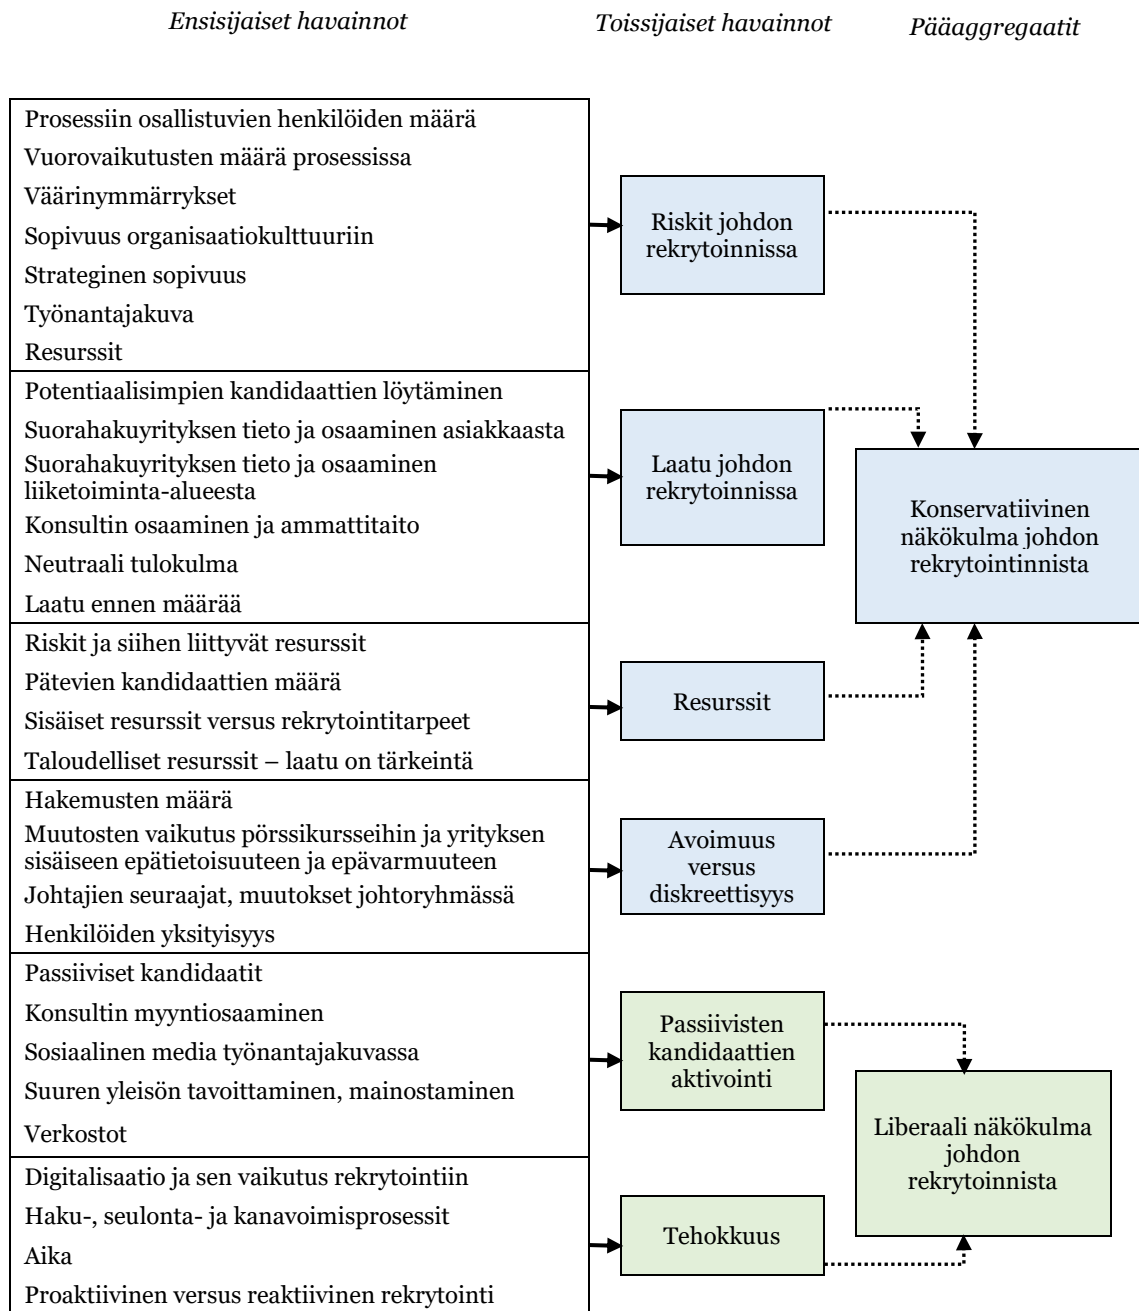 Ensisijaiset havainnot
Toissijaiset havainnot
Pääaggregaatit
Prosessiin osallistuvien henkilöiden määrä
Vuorovaikutusten määrä prosessissa
Väärinymmärrykset
Sopivuus organisaatiokulttuuriin
Strateginen sopivuus
Työnantajakuva
Resurssit
Riskit johdon
rekrytoinnissa
Potentiaalisimpien kandidaattien löytäminen
Suorahakuyrityksen tieto ja osaaminen asiakkaasta
Suorahakuyrityksen tieto ja osaaminen
liiketoiminta-alueesta
Konsultin osaaminen ja ammattitaito
Neutraali tulokulma
Laatu ennen määrää
Laatu johdon
rekrytoinnissa
Konservatiivinen
näkökulma johdon
rekrytointinnista
Riskit ja siihen liittyvät resurssit
Pätevien kandidaattien määrä
Sisäiset resurssit versus rekrytointitarpeet
Taloudelliset resurssit – laatu on tärkeintä
Resurssit
Hakemusten määrä
Muutosten vaikutus pörssikursseihin ja yrityksen
sisäiseen epätietoisuuteen ja epävarmuuteen
Johtajien seuraajat, muutokset johtoryhmässä
Henkilöiden yksityisyys
Avoimuus
versus
diskreettisyys
Passiiviset kandidaatit
Konsultin myyntiosaaminen
Sosiaalinen media työnantajakuvassa
Suuren yleisön tavoittaminen, mainostaminen
Verkostot
Passiivisten
kandidaattien
aktivointi
Liberaali näkökulma
johdon
rekrytoinnista
Digitalisaatio ja sen vaikutus rekrytointiin
Haku-, seulonta- ja kanavoimisprosessit
Aika
Proaktiivinen versus reaktiivinen rekrytointi
Tehokkuus